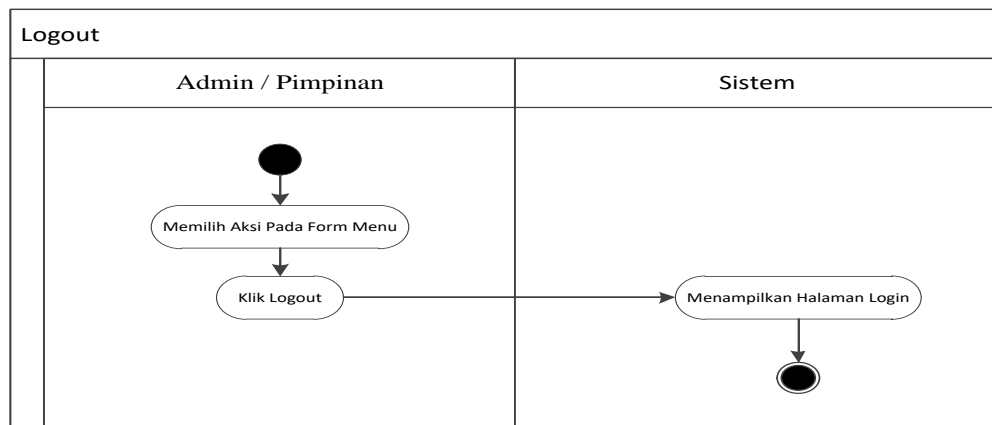 Logout
Admin / Pimpinan
Sistem
Memilih Aksi Pada Form Menu
Klik Logout
Menampilkan Halaman Login